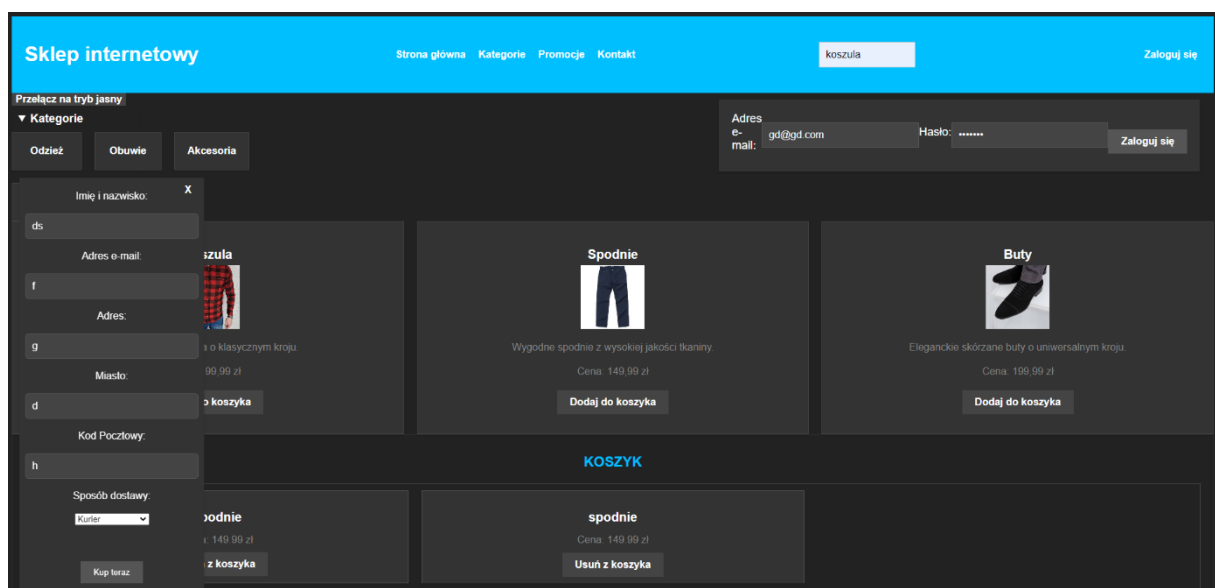 Sklep internetowy
Strona główna Kategorie Promocje Kontakt
koszula
Zaloguj się
Przełącz na tryb jasny
▼ Kategorie
Odzież Obuwie Akcesoria
Adres e-mail:
gd@gd.com
Hasło: •••••••
Zaloguj się
X
Imię i nazwisko:
ds
Adres e-mail:
f
Adres:
g
Miasto:
d
Kod Pocztowy:
h
Sposób dostawy:
Kurier
Kup teraz
szula
o klasycznym kroju.
99,99 zł
koszyka
Spodnie
Wygodne spodnie z wysokiej jakości tkaniny.
Cena: 149,99 zł
Dodaj do koszyka
Buty
Eleganckie skórzane buty o uniwersalnym kroju.
Cena: 199,99 zł
Dodaj do koszyka
KOSZYK
podnie
149.99 zł
z koszyka
spodnie
Cena: 149.99 zł
Usuń z koszyka